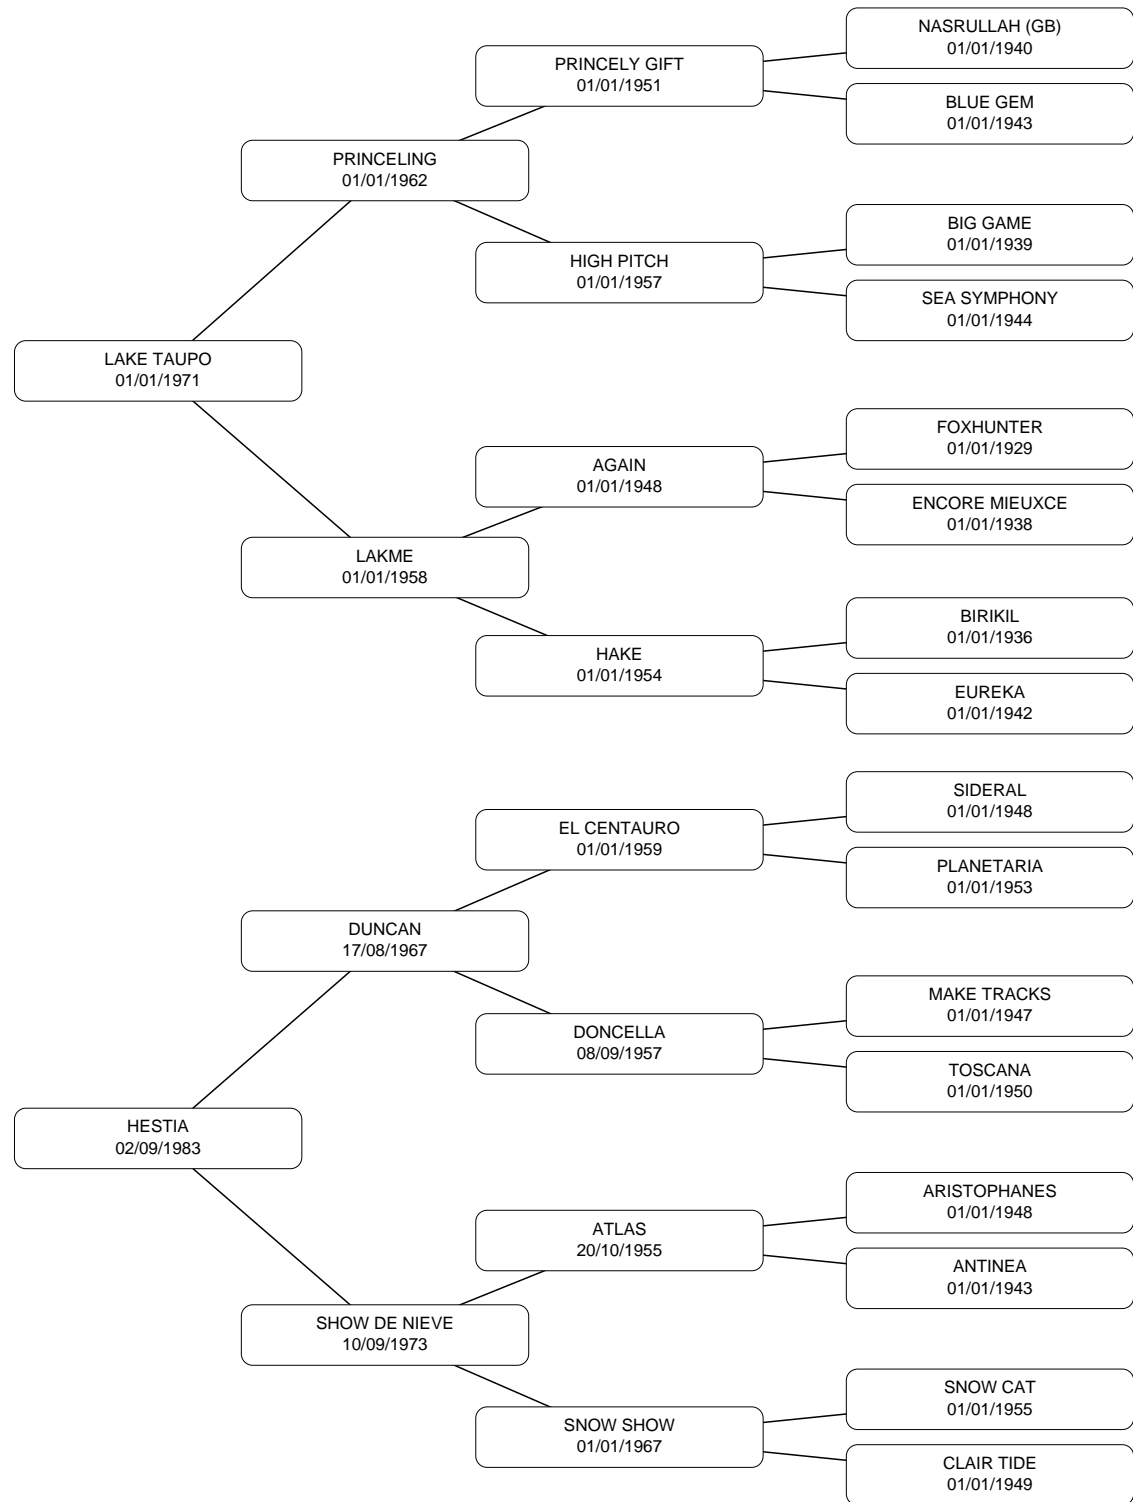 NASRULLAH (GB)
01/01/1940
PRINCELY GIFT
01/01/1951
BLUE GEM
01/01/1943
PRINCELING
01/01/1962
BIG GAME
01/01/1939
HIGH PITCH
01/01/1957
SEA SYMPHONY
01/01/1944
LAKE TAUPO
01/01/1971
FOXHUNTER
01/01/1929
AGAIN
01/01/1948
ENCORE MIEUXCE
01/01/1938
LAKME
01/01/1958
BIRIKIL
01/01/1936
HAKE
01/01/1954
EUREKA
01/01/1942
SIDERAL
01/01/1948
EL CENTAURO
01/01/1959
PLANETARIA
01/01/1953
DUNCAN
17/08/1967
MAKE TRACKS
01/01/1947
DONCELLA
08/09/1957
TOSCANA
01/01/1950
HESTIA
02/09/1983
ARISTOPHANES
01/01/1948
ATLAS
20/10/1955
ANTINEA
01/01/1943
SHOW DE NIEVE
10/09/1973
SNOW CAT
01/01/1955
SNOW SHOW
01/01/1967
CLAIR TIDE
01/01/1949